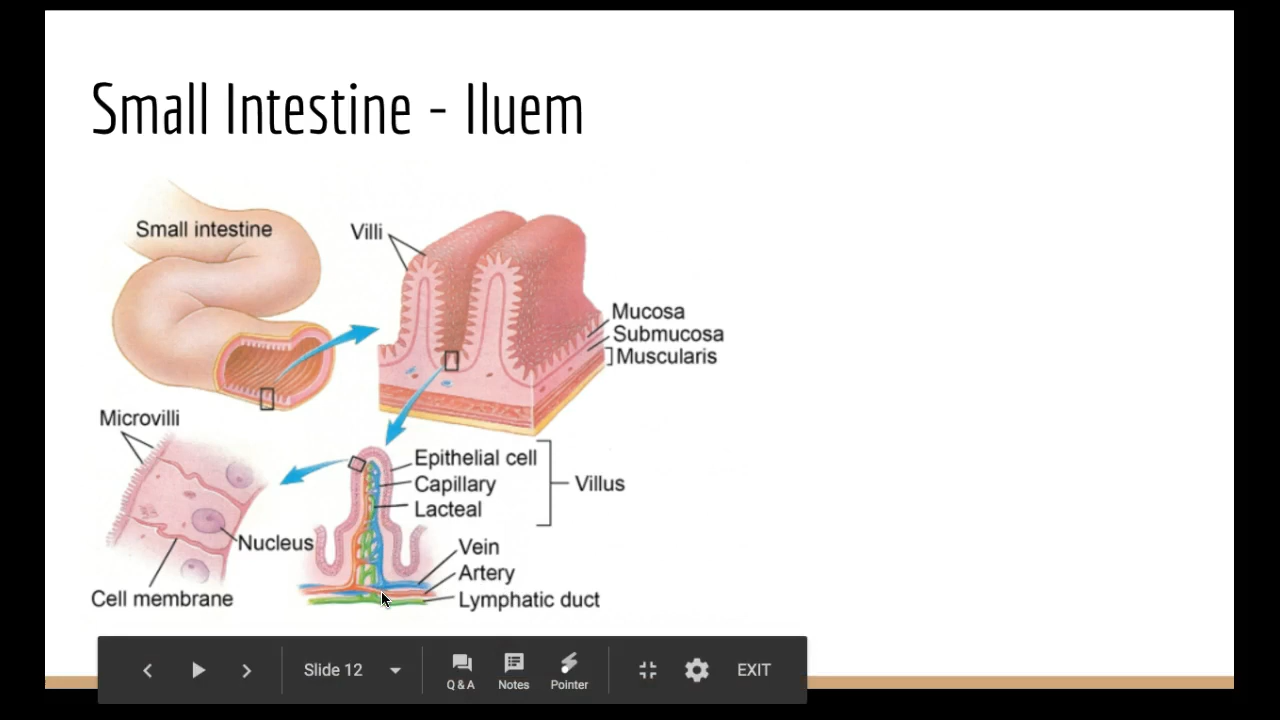 Small Intestine - Iluem
Small intestine
Villi
Mucosa
Submucosa
Muscularis
Microvilli
Epithelial cell
Capillary
Villus
Lacteal
Nucleus
Vein
Artery
Cell membrane
Lymphatic duct
Slide 12
Q & A
Notes
Pointer
EXIT